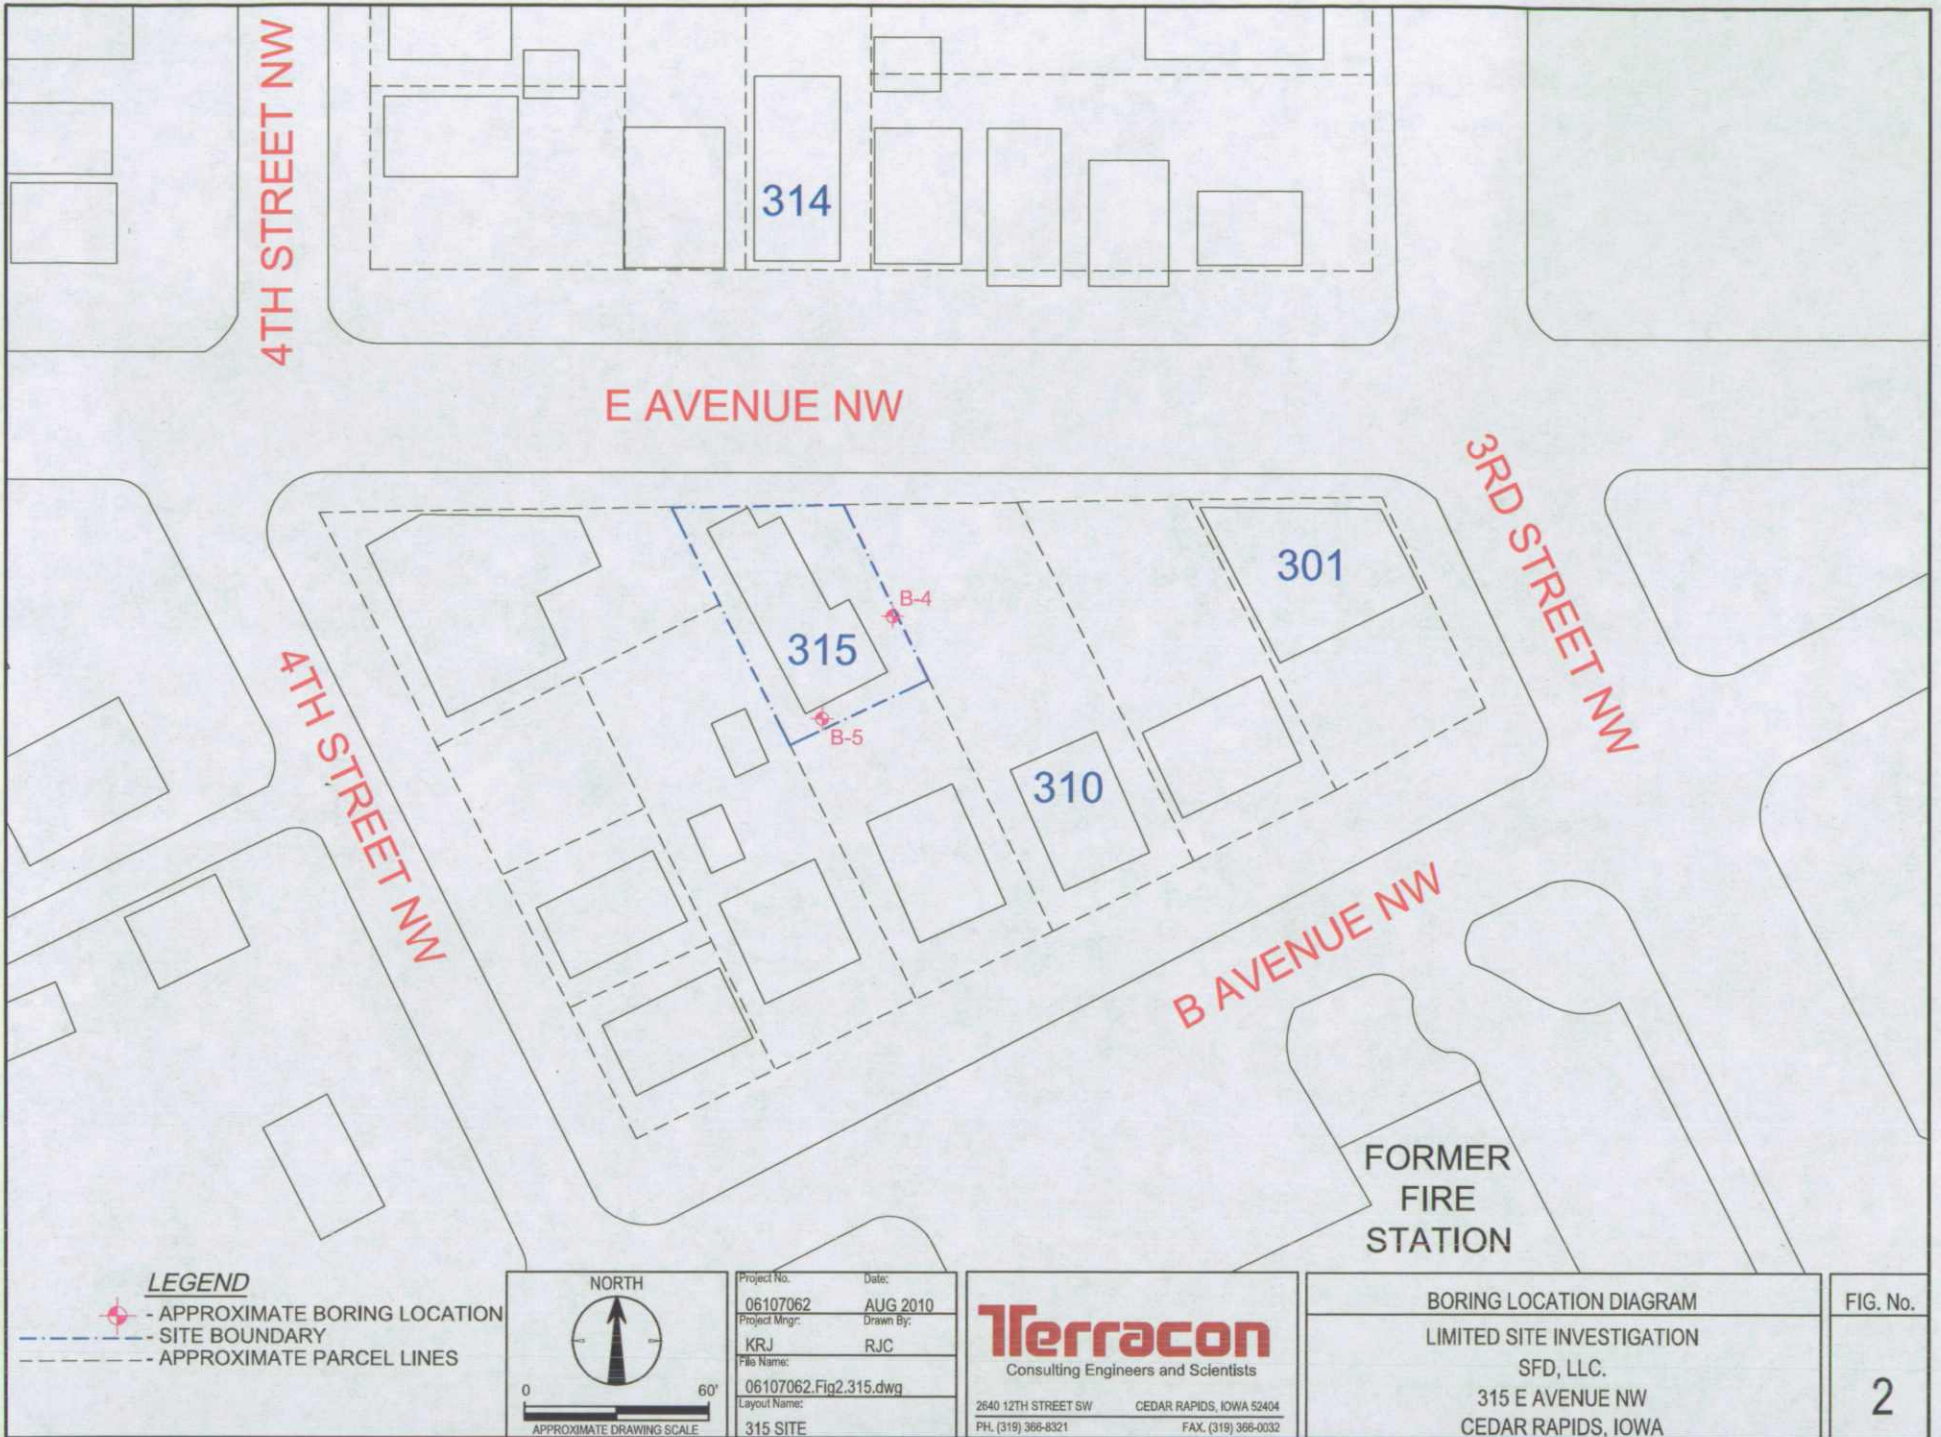 4TH STREET NW
314
E AVENUE NW
3RD STREET NW
301
B-4
315
4TH STREET NW
B-5
310
B AVENUE NW
FORMER
FIRE
STATION
LEGEND
- APPROXIMATE BORING LOCATION
- SITE BOUNDARY
- APPROXIMATE PARCEL LINES
NORTH
0 60'
APPROXIMATE DRAWING SCALE
Project No. Date:
06107062 AUG 2010
Project Mngr: Drawn By:
KRJ RJC
File Name:
06107062.Fig2.315.dwg
Layout Name:
315 SITE
Terracon
Consulting Engineers and Scientists
2640 12TH STREET SW CEDAR RAPIDS, IOWA 52404
PH. (319) 366-8321 FAX. (319) 366-0032
BORING LOCATION DIAGRAM
LIMITED SITE INVESTIGATION
SFD, LLC.
315 E AVENUE NW
CEDAR RAPIDS, IOWA
FIG. No.
2